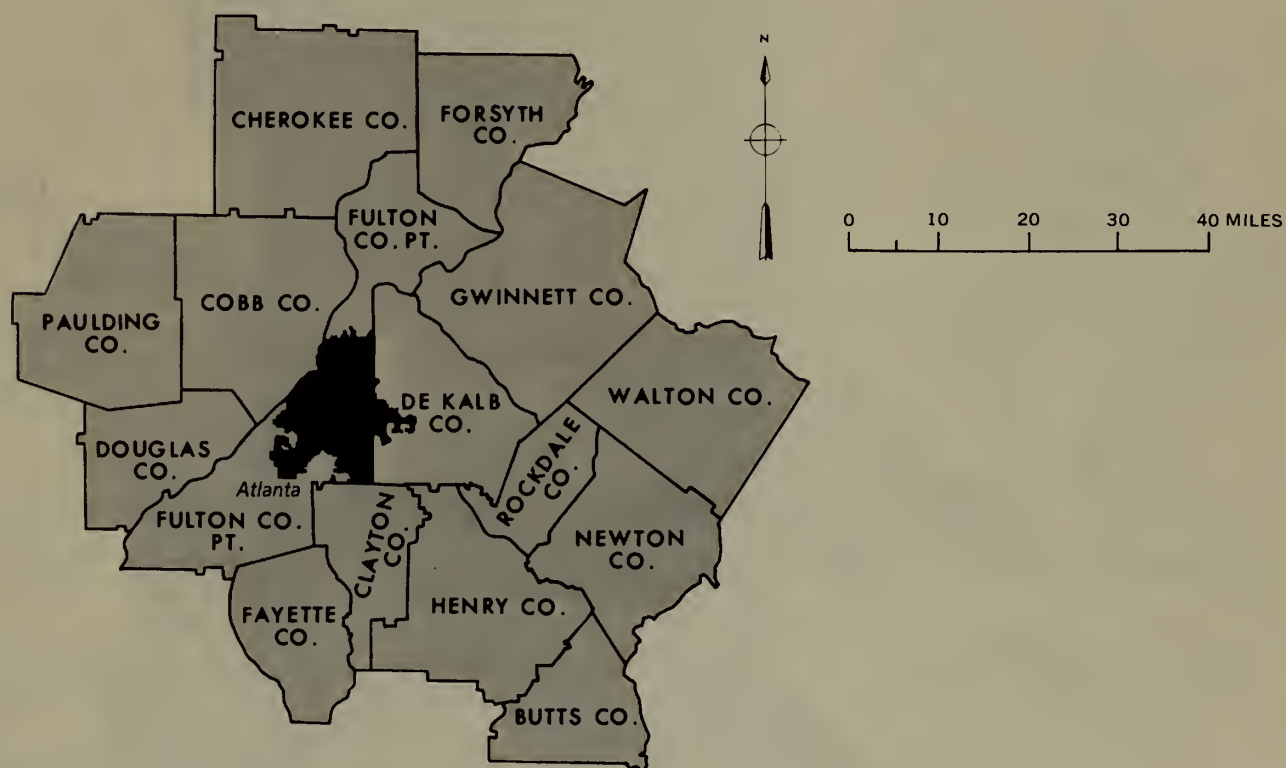 N
CHEROKEE CO.
FORSYTH
CO.
0 10 20 30 40 MILES
FULTON
CO. PT.
COBB CO.
GWINNETT CO.
PAULDING
CO.
WALTON CO.
DE KALB
CO.
DOUGLAS
CO.
ROCKDALE
CO.
Atlanta
FULTON CO.
PT.
CLAYTON
CO.
NEWTON
CO.
HENRY CO.
FAYETTE
CO.
BUTTS CO.